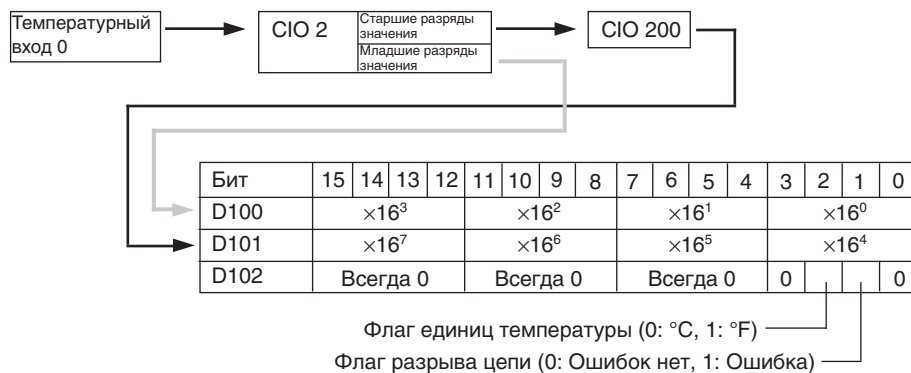 Температурный
вход 0
CIO 2
Старшие разряды
значения
Младшие разряды
значения
CIO 200
Бит 15 14 13 12 11 10 9 8 7 6 5 4 3 2 1 0
D100 ×16³ ×16² ×16¹ ×16⁰
D101 ×16⁷ ×16⁶ ×16⁵ ×16⁴
D102 Всегда 0 Всегда 0 Всегда 0 0 0
Флаг единиц температуры (0: °C, 1: °F)
Флаг разрыва цепи (0: Ошибок нет, 1: Ошибка)